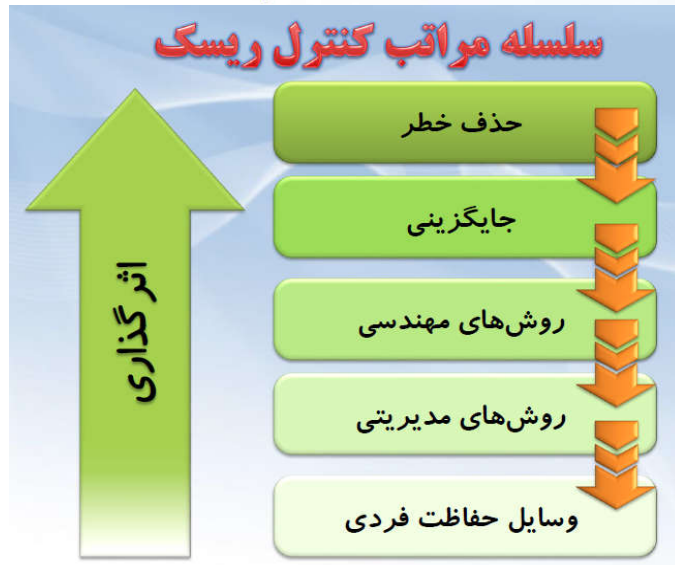 سلسله مراتب کنترل ریسک
حذف خطر
جایگزینی
روش‌های مهندسی
روش‌های مدیریتی
وسایل حفاظت فردی
اثر گذاری